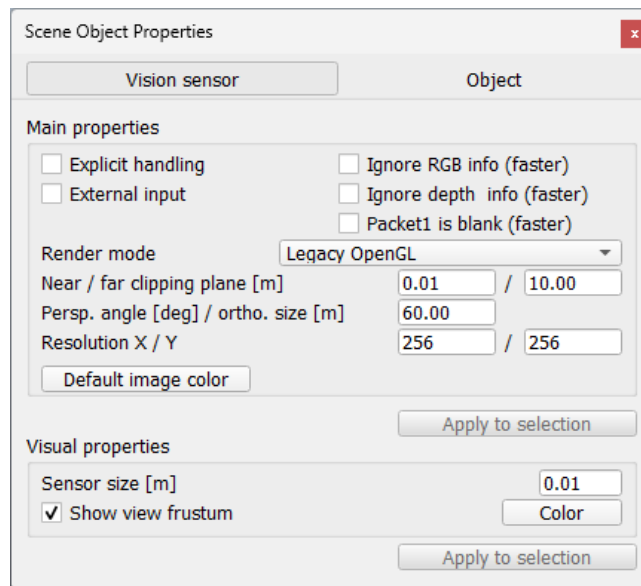 Scene Object Properties
x
Vision sensor Object
Main properties
Explicit handling Ignore RGB info (faster)
External input Ignore depth info (faster)
Packet1 is blank (faster)
Render mode Legacy OpenGL
Near / far clipping plane [m] 0.01 / 10.00
Persp. angle [deg] / ortho. size [m] 60.00
Resolution X / Y 256 / 256
Default image color
Apply to selection
Visual properties
Sensor size [m] 0.01
Show view frustum Color
Apply to selection